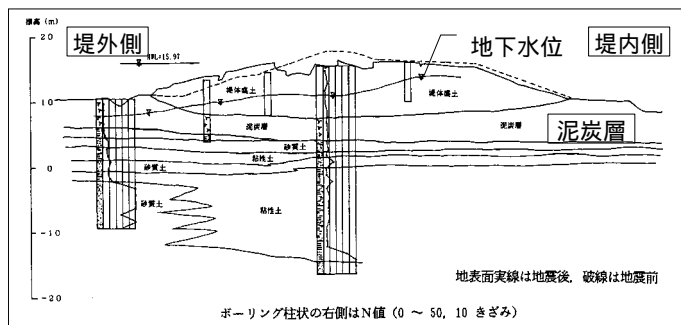 標高 (m)
20
10
0
-10
-20
堤外側
HWL=15.97
地下水位
堤内側
堤体盛土
堤体盛土
泥炭層
泥炭層
泥炭層
砂質土
粘性土
砂質土
砂質土
粘性土
地表面実線は地震後, 破線は地震前
ボーリング柱状の右側はN値 (0 ～ 50, 10 きざみ)